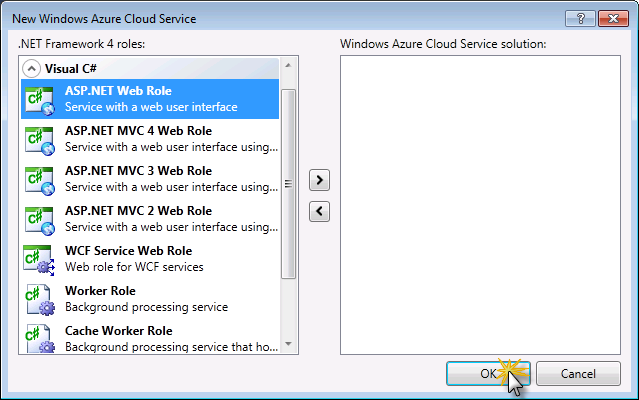 New Windows Azure Cloud Service
.NET Framework 4 roles:
Windows Azure Cloud Service solution:
Visual C#
C#
ASP.NET Web Role
Service with a web user interface
C#
ASP.NET MVC 4 Web Role
Service with a web user interface using...
C#
ASP.NET MVC 3 Web Role
Service with a web user interface using...
C#
ASP.NET MVC 2 Web Role
Service with a web user interface using...
C#
WCF Service Web Role
Web role for WCF services
C#
Worker Role
Background processing service
C#
Cache Worker Role
Background processing service that ho...
OK
Cancel